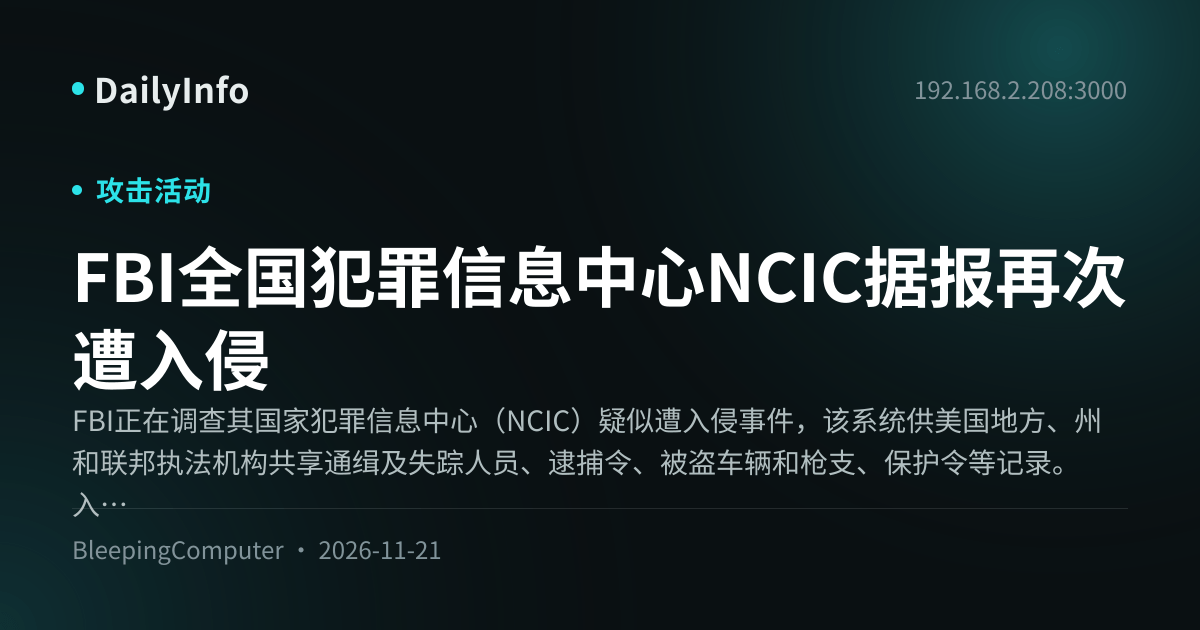 DailyInfo
192.168.2.208:3000
攻击活动
FBI全国犯罪信息中心NCIC据报再次
遭入侵
FBI正在调查其国家犯罪信息中心（NCIC）疑似遭入侵事件，该系统供美国地方、州
和联邦执法机构共享通缉及失踪人员、逮捕令、被盗车辆和枪支、保护令等记录。
入…
BleepingComputer • 2026-11-21